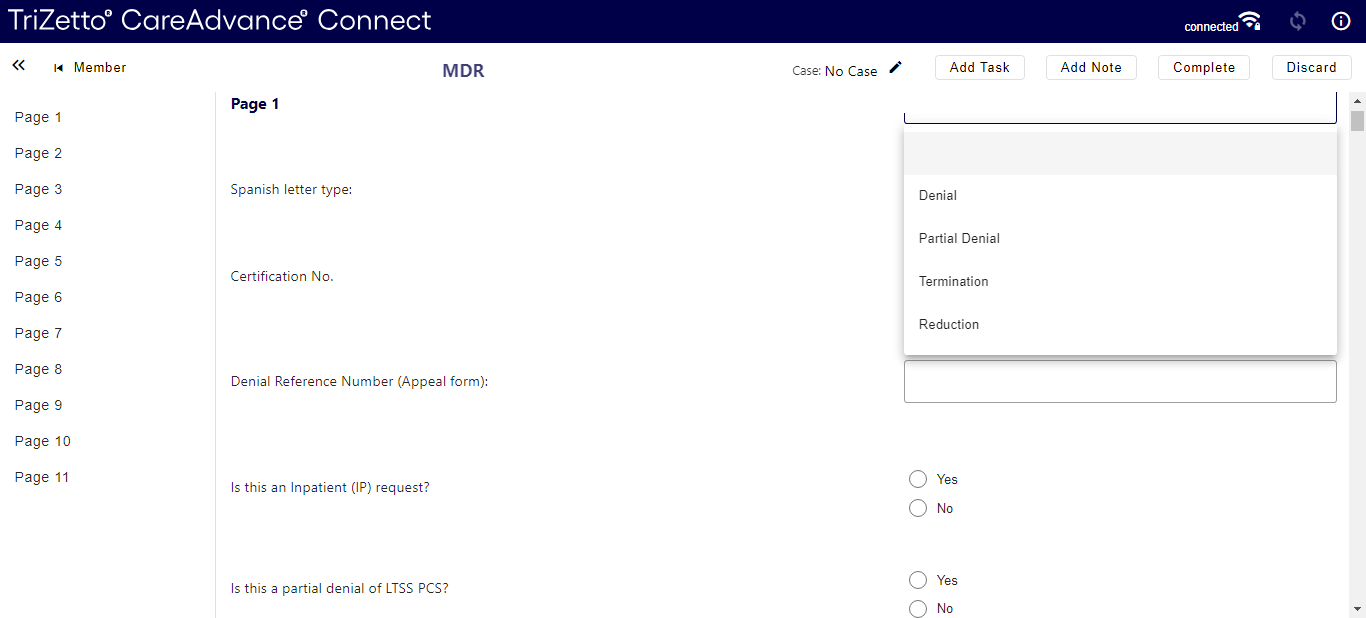 TriZetto® CareAdvance® Connect
connected
Member
MDR
Case: No Case
Add Task
Add Note
Complete
Discard
Page 1
Page 2
Page 3
Page 4
Page 5
Page 6
Page 7
Page 8
Page 9
Page 10
Page 11
Page 1
Spanish letter type:
Denial
Partial Denial
Termination
Reduction
Certification No.
Denial Reference Number (Appeal form):
Is this an Inpatient (IP) request?
Yes
No
Is this a partial denial of LTSS PCS?
Yes
No